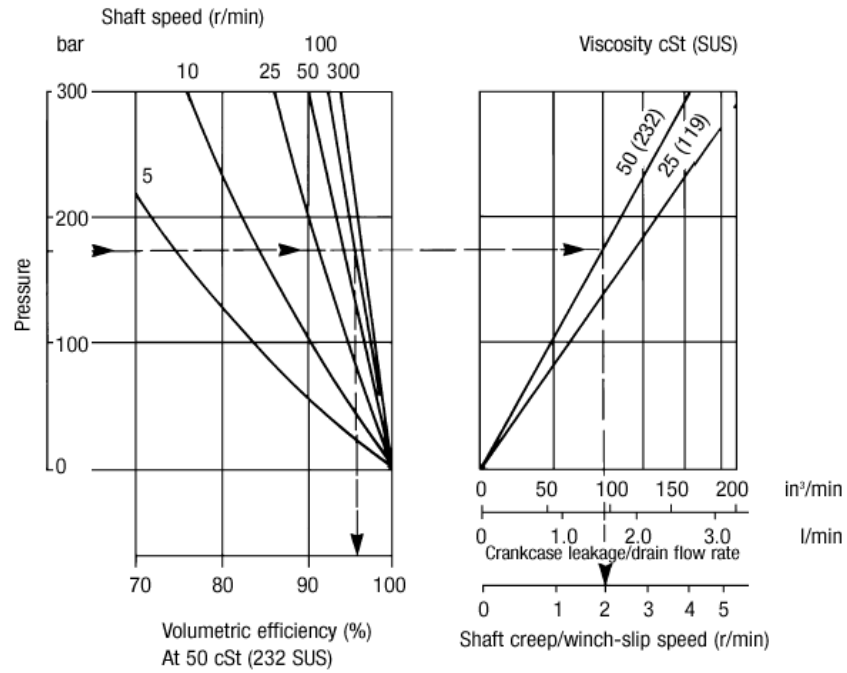 Shaft speed (r/min)
bar
100
Viscosity cSt (SUS)
10 25 50 300
300
50 (232)
25 (119)
5
200
Pressure
100
0
0 50 100 150 200 in³/min
0 1.0 2.0 3.0 l/min
Crankcase leakage/drain flow rate
70 80 90 100
0 1 2 3 4 5
Volumetric efficiency (%)
Shaft creep/winch-slip speed (r/min)
At 50 cSt (232 SUS)